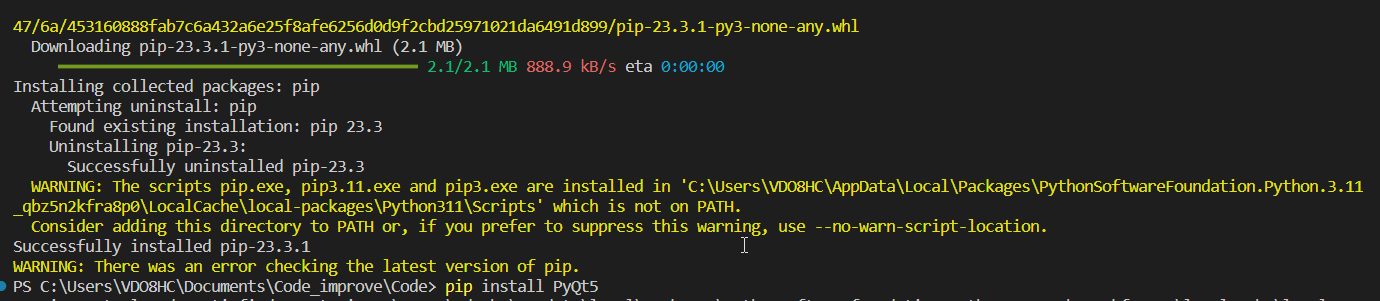 47/6a/453160888fab7c6a432a6e25f8afe6256d0d9f2cbd25971021da6491d899/pip-23.3.1-py3-none-any.whl
Downloading pip-23.3.1-py3-none-any.whl (2.1 MB)
2.1/2.1 MB 888.9 kB/s eta 0:00:00
Installing collected packages: pip
Attempting uninstall: pip
Found existing installation: pip 23.3
Uninstalling pip-23.3:
Successfully uninstalled pip-23.3
WARNING: The scripts pip.exe, pip3.11.exe and pip3.exe are installed in 'C:\Users\VDO8HC\AppData\Local\Packages\PythonSoftwareFoundation.Python.3.11
_qbz5n2kfra8p0\LocalCache\local-packages\Python311\Scripts' which is not on PATH.
Consider adding this directory to PATH or, if you prefer to suppress this warning, use --no-warn-script-location.
Successfully installed pip-23.3.1
WARNING: There was an error checking the latest version of pip.
PS C:\Users\VDO8HC\Documents\Code_improve\Code> pip install PyQt5